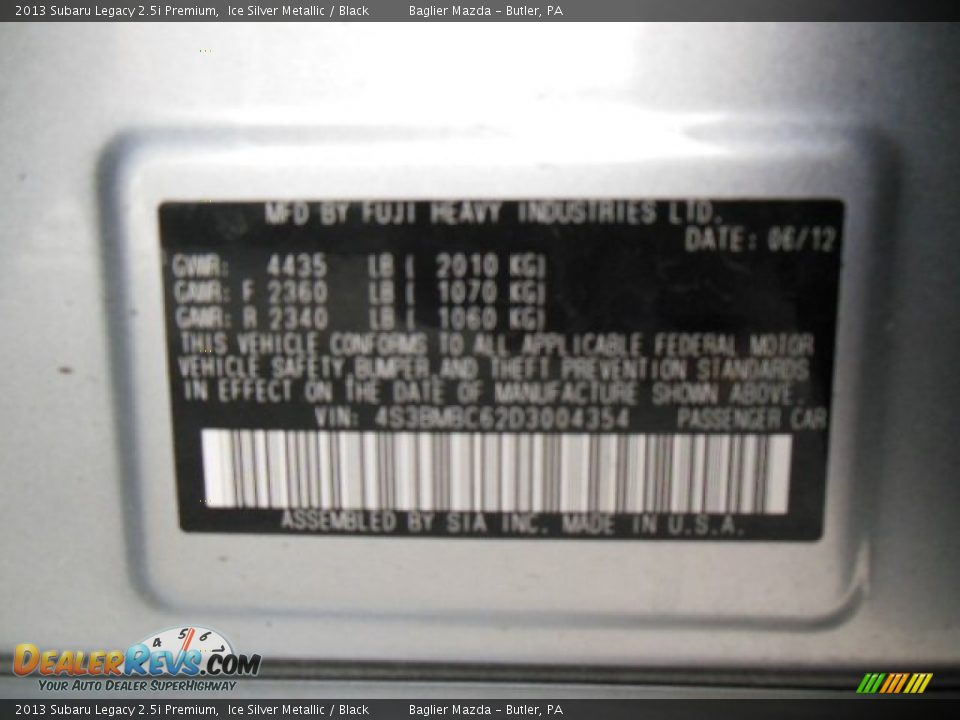 2013 Subaru Legacy 2.5i Premium,  Ice Silver Metallic / Black  Baglier Mazda - Butler, PA
MFD BY FUJI HEAVY INDUSTRIES LTD.
DATE: 06/12
GVWR: 4435 LB ( 2010 KG)
GAWR: F 2360 LB ( 1070 KG)
GAWR: R 2340 LB ( 1060 KG)
THIS VEHICLE CONFORMS TO ALL APPLICABLE FEDERAL MOTOR
VEHICLE SAFETY, BUMPER AND THEFT PREVENTION STANDARDS
IN EFFECT ON THE DATE OF MANUFACTURE SHOWN ABOVE.
VIN: 4S3BMBC62D3004354 PASSENGER CAR
ASSEMBLED BY SIA INC. MADE IN U.S.A.
4 5 6 7
DEALERREVS.COM
YOUR AUTO DEALER SUPERHIGHWAY
2013 Subaru Legacy 2.5i Premium,  Ice Silver Metallic / Black  Baglier Mazda - Butler, PA